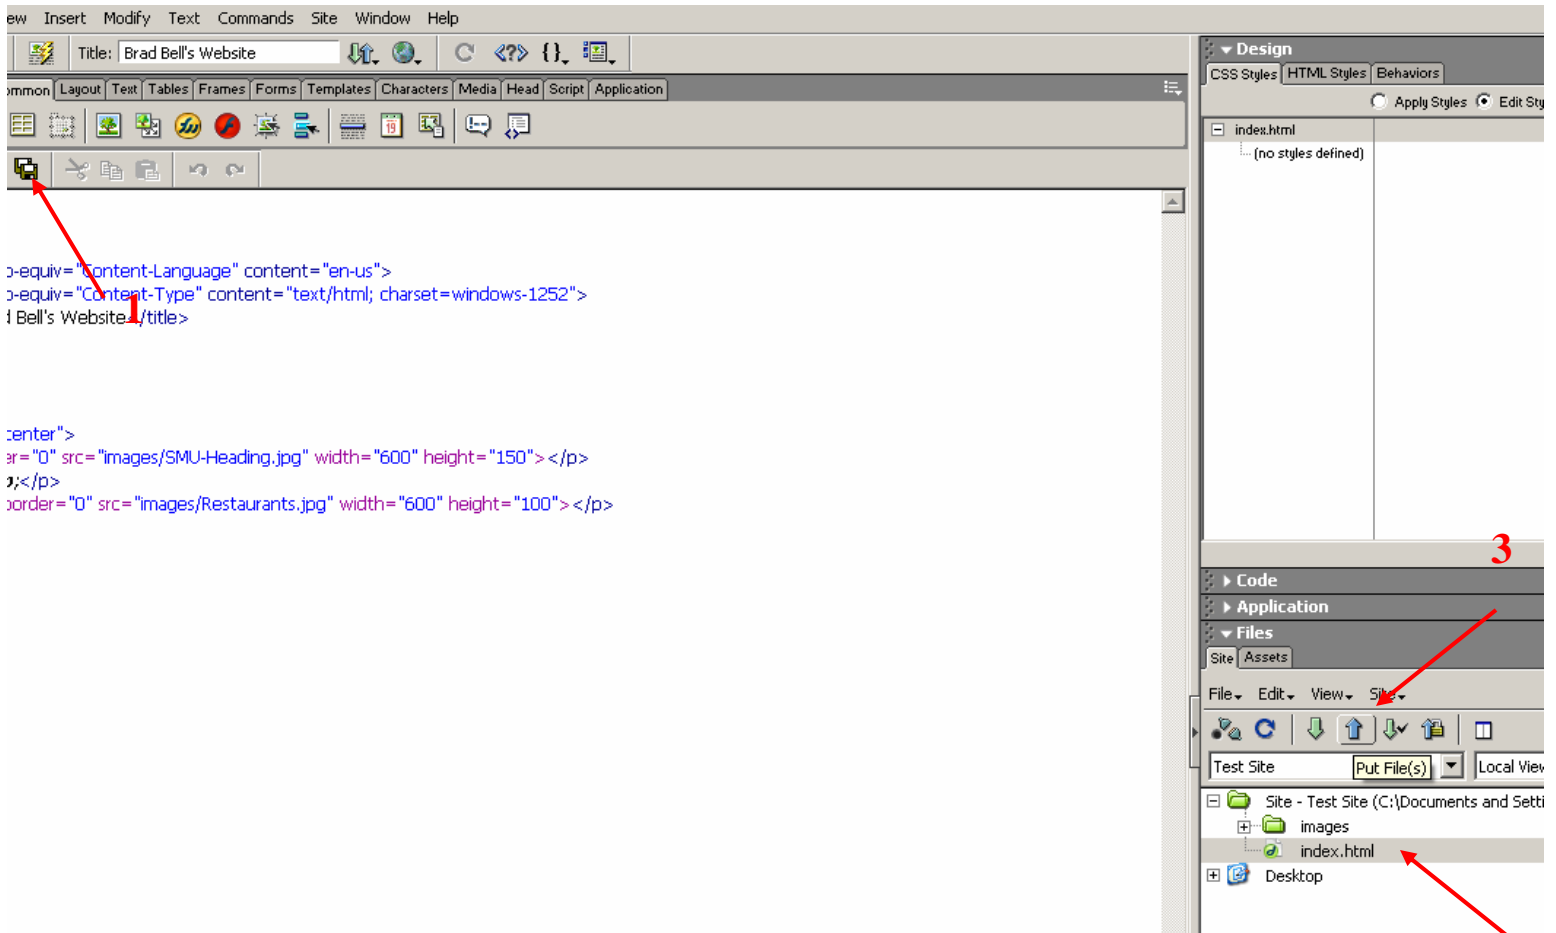 ew Insert Modify Text Commands Site Window Help
Title: Brad Bell's Website
ommon Layout Text Tables Frames Forms Templates Characters Media Head Script Application
19
o-equiv="Content-Language" content="en-us">
o-equiv="Content-Type" content="text/html; charset=windows-1252">
d Bell's Website</title>
1
center">
er="0" src="images/SMU-Heading.jpg" width="600" height="150"></p>
p;</p>
border="0" src="images/Restaurants.jpg" width="600" height="100"></p>
Design
CSS Styles HTML Styles Behaviors
Apply Styles Edit Sty
index.html
(no styles defined)
3
Code
Application
Files
Site Assets
File Edit View Site
Test Site Put File(s) Local View
Site - Test Site (C:\Documents and Setti
images
index.html
Desktop